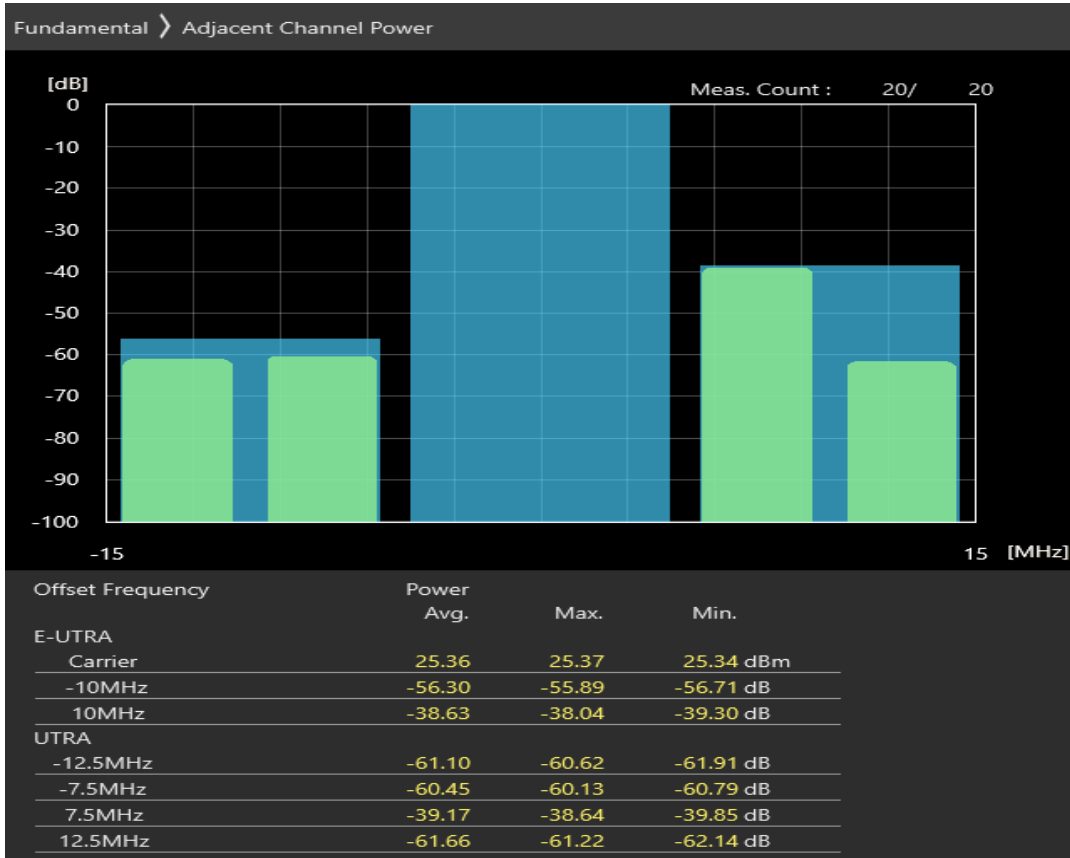 Fundamental 〉 Adjacent Channel Power
[dB]
Meas. Count : 20/ 20
0
-10
-20
-30
-40
-50
-60
-70
-80
-90
-100
-15 15 [MHz]
Offset Frequency Power
Avg. Max. Min.
E-UTRA
Carrier 25.36 25.37 25.34 dBm
-10MHz -56.30 -55.89 -56.71 dB
10MHz -38.63 -38.04 -39.30 dB
UTRA
-12.5MHz -61.10 -60.62 -61.91 dB
-7.5MHz -60.45 -60.13 -60.79 dB
7.5MHz -39.17 -38.64 -39.85 dB
12.5MHz -61.66 -61.22 -62.14 dB